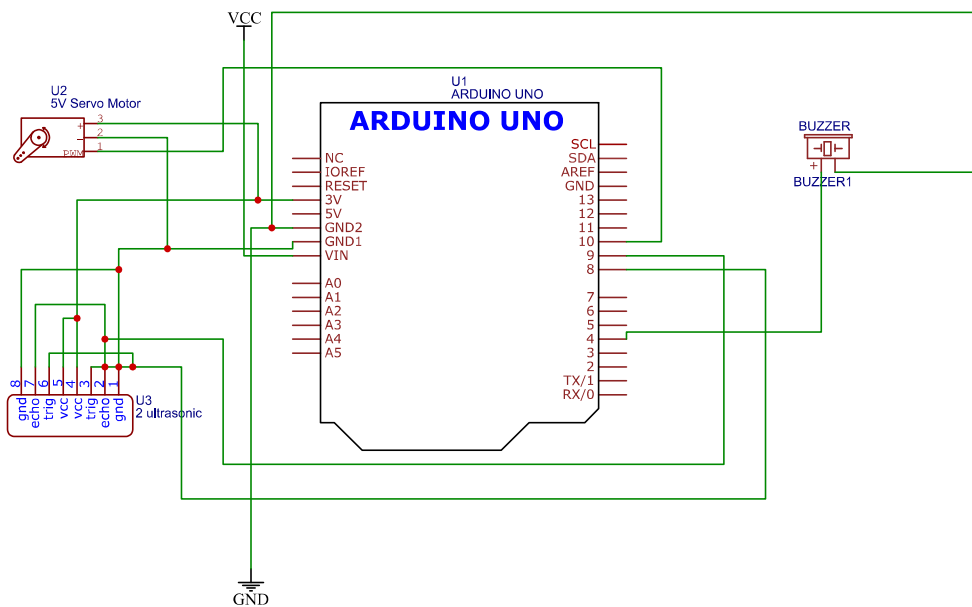 VCC
U2
5V Servo Motor
3
+
2
−
1
PWM
U1
ARDUINO UNO
ARDUINO UNO
NC
IOREF
RESET
3V
5V
GND2
GND1
VIN
A0
A1
A2
A3
A4
A5
SCL
SDA
AREF
GND
13
12
11
10
9
8
7
6
5
4
3
2
TX/1
RX/0
BUZZER
+
BUZZER1
8 7 6 5 4 3 2 1
gnd echo trig vcc vcc trig echo gnd
U3
2 ultrasonic
GND